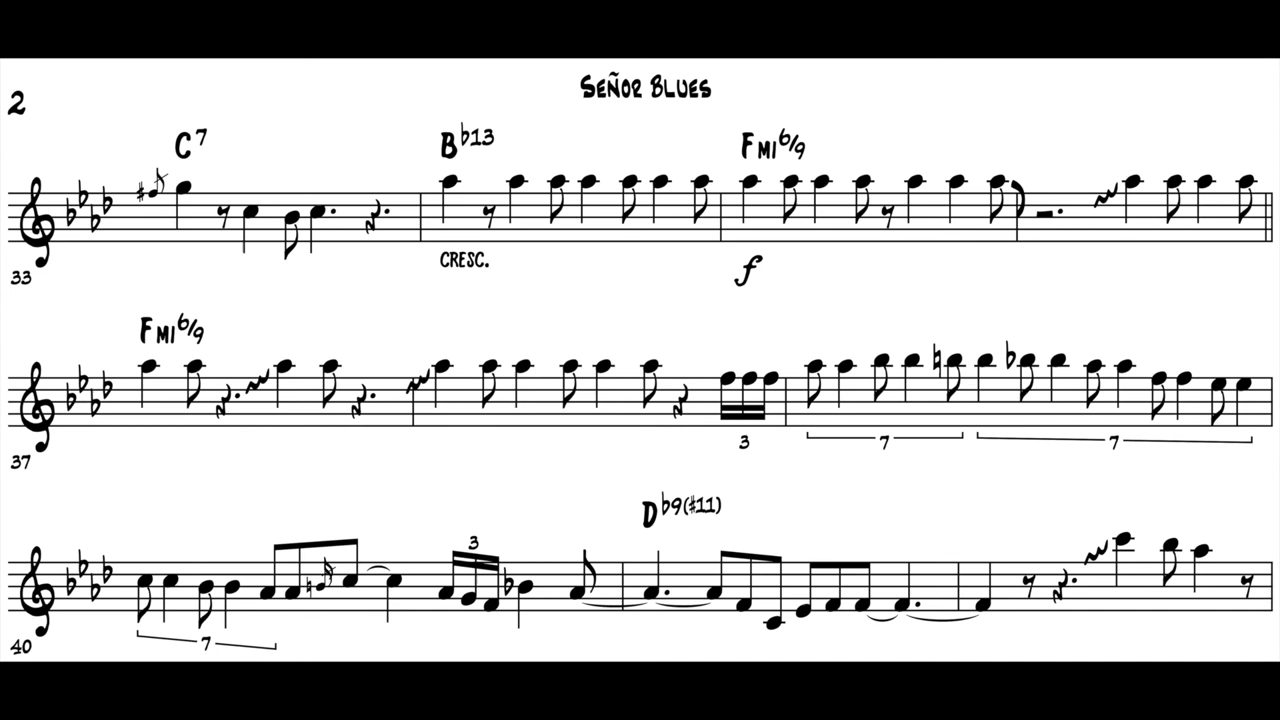 SEÑOR BLUES
2
C7 B♭13 FMI6/9
CRESC.
f
33
FMI6/9
3 7 7
37
3
D♭9(♯11)
7
40